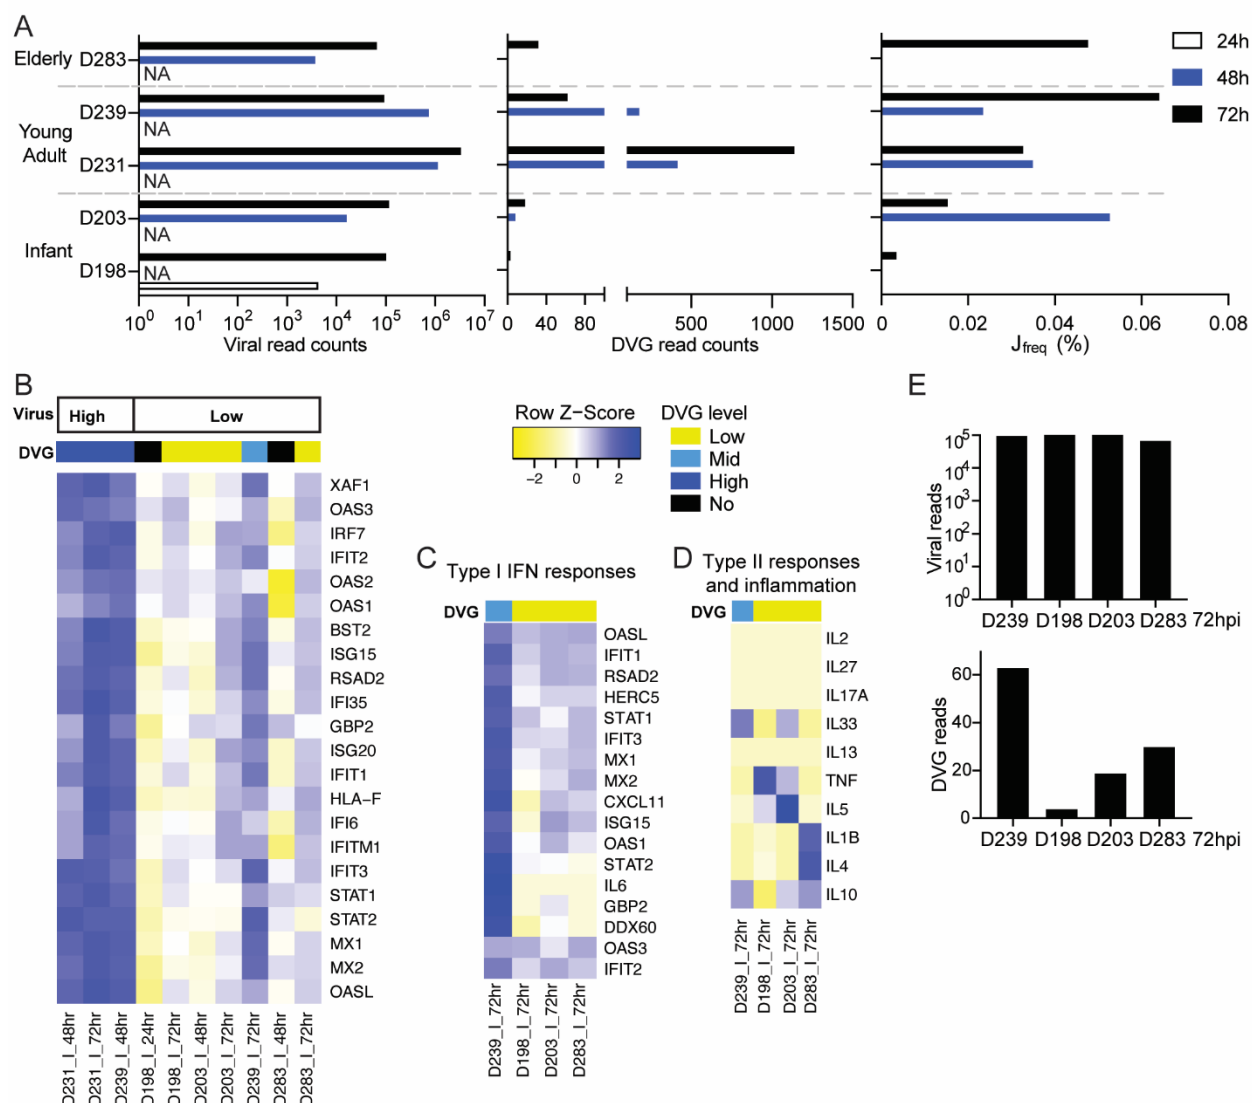 A
Elderly D283
NA
D239
NA
Young
Adult
D231
NA
D203
NA
Infant
D198
NA
10^0 10^1 10^2 10^3 10^4 10^5 10^6 10^7
Viral read counts
0 40 80 500 1000 1500
DVG read counts
0 0.02 0.04 0.06 0.08
J_freq (%)
24h
48h
72h
B
Virus High Low
DVG
Row Z−Score
−2 0 2
DVG level
Low
Mid
High
No
XAF1
OAS3
IRF7
IFIT2
OAS2
OAS1
BST2
ISG15
RSAD2
IFI35
GBP2
ISG20
IFIT1
HLA−F
IFI6
IFITM1
IFIT3
STAT1
STAT2
MX1
MX2
OASL
D231_I_48hr
D231_I_72hr
D239_I_48hr
D198_I_24hr
D198_I_72hr
D203_I_48hr
D203_I_72hr
D239_I_72hr
D283_I_48hr
D283_I_72hr
C
Type I IFN responses
DVG
OASL
IFIT1
RSAD2
HERC5
STAT1
IFIT3
MX1
MX2
CXCL11
ISG15
OAS1
STAT2
IL6
GBP2
DDX60
OAS3
IFIT2
D239_I_72hr
D198_I_72hr
D203_I_72hr
D283_I_72hr
D
Type II responses
and inflammation
DVG
IL2
IL27
IL17A
IL33
IL13
TNF
IL5
IL1B
IL4
IL10
D239_I_72hr
D198_I_72hr
D203_I_72hr
D283_I_72hr
E
Viral reads
10^5
10^4
10^3
10^2
10^1
10^0
D239 D198 D203 D283 72hpi
DVG reads
60
40
20
0
D239 D198 D203 D283 72hpi